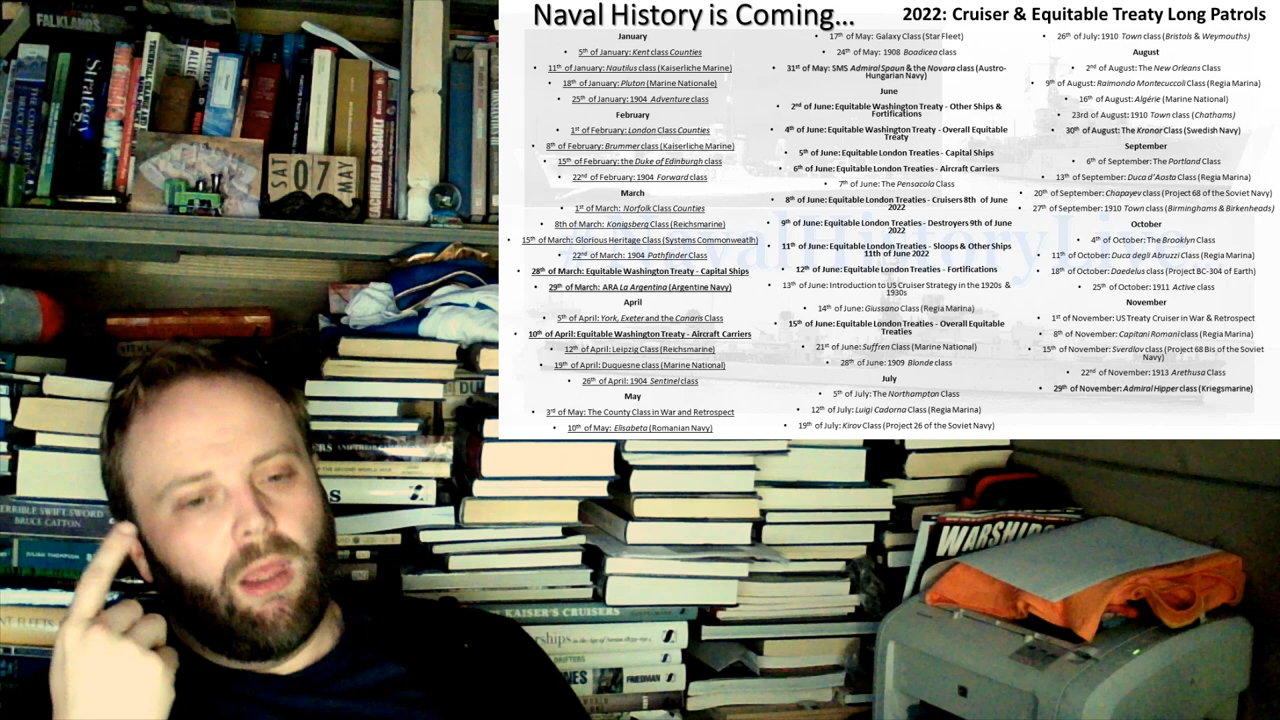 Naval History is Coming...
2022: Cruiser & Equitable Treaty Long Patrols
January
• 5th of January: Kent class Counties
• 11th of January: Nautilus class (Kaiserliche Marine)
• 18th of January: Pluton (Marine Nationale)
• 25th of January: 1904 Adventure class
February
• 1st of February: London Class Counties
• 8th of February: Brummer class (Kaiserliche Marine)
• 15th of February: the Duke of Edinburgh class
• 22nd of February: 1904 Forward class
March
• 1st of March: Norfolk Class Counties
• 8th of March: Konigsberg Class (Reichsmarine)
• 15th of March: Glorious Heritage Class (Systems Commonwealth)
• 22nd of March: 1904 Pathfinder Class
• 28th of March: Equitable Washington Treaty - Capital Ships
• 29th of March: ARA La Argentina (Argentine Navy)
April
• 5th of April: York, Exeter and the Canaris Class
• 10th of April: Equitable Washington Treaty - Aircraft Carriers
• 12th of April: Leipzig Class (Reichsmarine)
• 19th of April: Duquesne class (Marine National)
• 26th of April: 1904 Sentinel class
May
• 3rd of May: The County Class in War and Retrospect
• 10th of May: Elisabeta (Romanian Navy)
• 17th of May: Galaxy Class (Star Fleet)
• 24th of May: 1908 Boadicea class
• 31st of May: SMS Admiral Spaun & the Novara class (Austro-
Hungarian Navy)
June
• 2nd of June: Equitable Washington Treaty - Other Ships &
Fortifications
• 4th of June: Equitable Washington Treaty - Overall Equitable
Treaty
• 5th of June: Equitable London Treaties - Capital Ships
• 6th of June: Equitable London Treaties - Aircraft Carriers
• 7th of June: The Pensacola Class
• 8th of June: Equitable London Treaties - Cruisers 8th of June
2022
• 9th of June: Equitable London Treaties - Destroyers 9th of June
2022
• 11th of June: Equitable London Treaties - Sloops & Other Ships
11th of June 2022
• 12th of June: Equitable London Treaties - Fortifications
• 13th of June: Introduction to US Cruiser Strategy in the 1920s &
1930s
• 14th of June: Giussano Class (Regia Marina)
• 15th of June: Equitable London Treaties - Overall Equitable
Treaties
• 21st of June: Suffren Class (Marine National)
• 28th of June: 1909 Blonde class
July
• 5th of July: The Northampton Class
• 12th of July: Luigi Cadorna Class (Regia Marina)
• 19th of July: Kirov Class (Project 26 of the Soviet Navy)
• 26th of July: 1910 Town class (Bristols & Weymouths)
August
• 2nd of August: The New Orleans Class
• 9th of August: Raimondo Montecuccoli Class (Regia Marina)
• 16th of August: Algérie (Marine National)
• 23rd of August: 1910 Town class (Chathams)
• 30th of August: The Kronor Class (Swedish Navy)
September
• 6th of September: The Portland Class
• 13th of September: Duca d'Aosta Class (Regia Marina)
• 20th of September: Chapayev class (Project 68 of the Soviet Navy)
• 27th of September: 1910 Town class (Birminghams & Birkenheads)
October
• 4th of October: The Brooklyn Class
• 11th of October: Duca degli Abruzzi Class (Regia Marina)
• 18th of October: Daedelus class (Project BC-304 of Earth)
• 25th of October: 1911 Active class
November
• 1st of November: US Treaty Cruiser in War & Retrospect
• 8th of November: Capitani Romani class (Regia Marina)
• 15th of November: Sverdlov class (Project 68 Bis of the Soviet
Navy)
• 22nd of November: 1913 Arethusa Class
• 29th of November: Admiral Hipper class (Kriegsmarine)
FALKLANDS
Strategy
BRUCE CATTON
BEACHHEAD ASSAULT
SAT 07 MAY
TERRIBLE SWIFT SWORD
BRUCE CATTON
JULIAN THOMPSON
KAISER'S CRUISERS
FRIEDMAN
WARSHIP